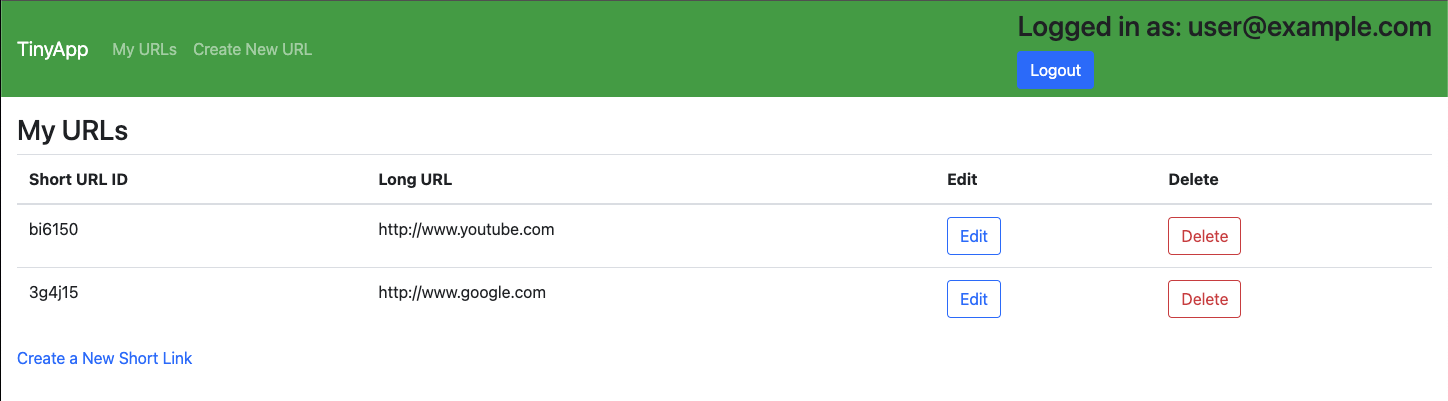 TinyApp My URLs Create New URL
Logged in as: user@example.com
Logout
My URLs
Short URL ID Long URL Edit Delete
bi6150 http://www.youtube.com Edit Delete
3g4j15 http://www.google.com Edit Delete
Create a New Short Link